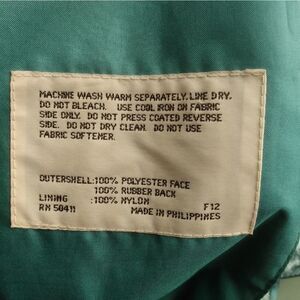 MACHINE WASH WARM SEPARATELY. LINE DRY.
DO NOT BLEACH. USE COOL IRON ON FABRIC
SIDE ONLY. DO NOT PRESS COATED REVERSE
SIDE. DO NOT DRY CLEAN. DO NOT USE
FABRIC SOFTENER.
OUTERSHELL:100% POLYESTER FACE
100% RUBBER BACK
LINING :100% NYLON F12
RN 50411 MADE IN PHILIPPINES